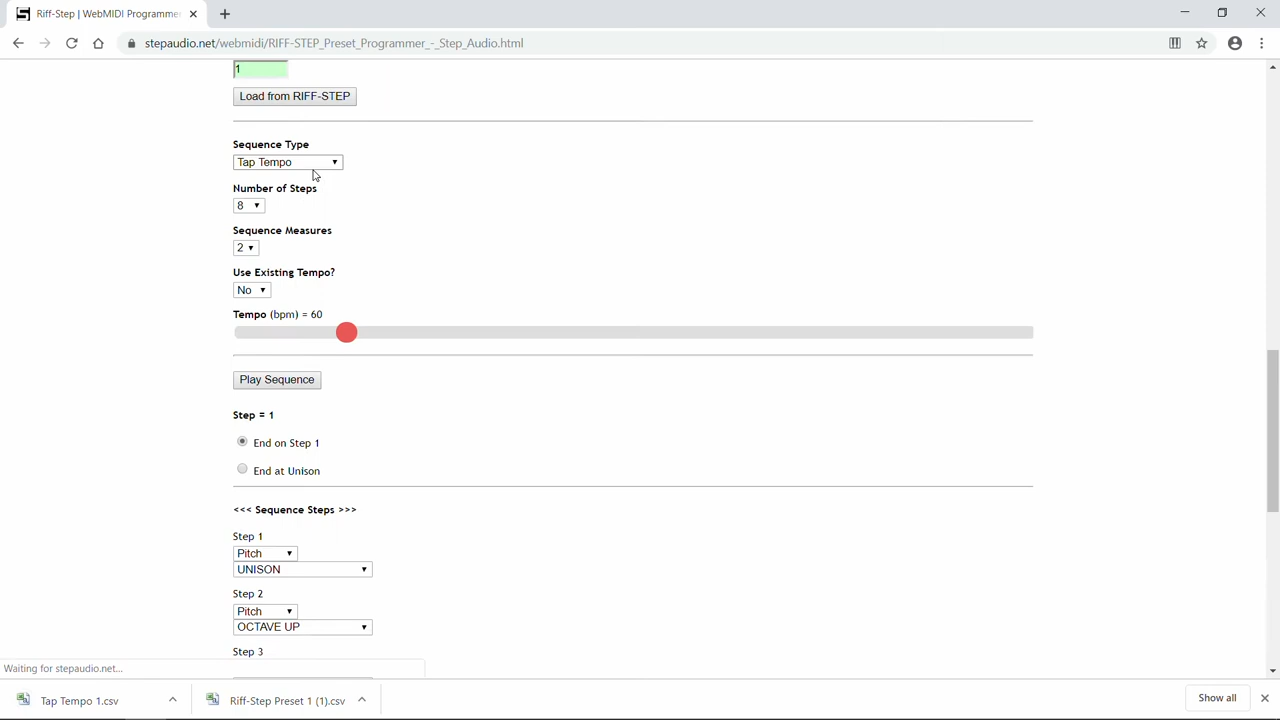 Riff-Step | WebMIDI Programme
stepaudio.net/webmidi/RIFF-STEP_Preset_Programmer_-_Step_Audio.html
1
Load from RIFF-STEP
Sequence Type
Tap Tempo
Number of Steps
8
Sequence Measures
2
Use Existing Tempo?
No
Tempo (bpm) = 60
Play Sequence
Step = 1
End on Step 1
End at Unison
<<< Sequence Steps >>>
Step 1
Pitch
UNISON
Step 2
Pitch
OCTAVE UP
Step 3
Waiting for stepaudio.net...
Tap Tempo 1.csv
Riff-Step Preset 1 (1).csv
Show all